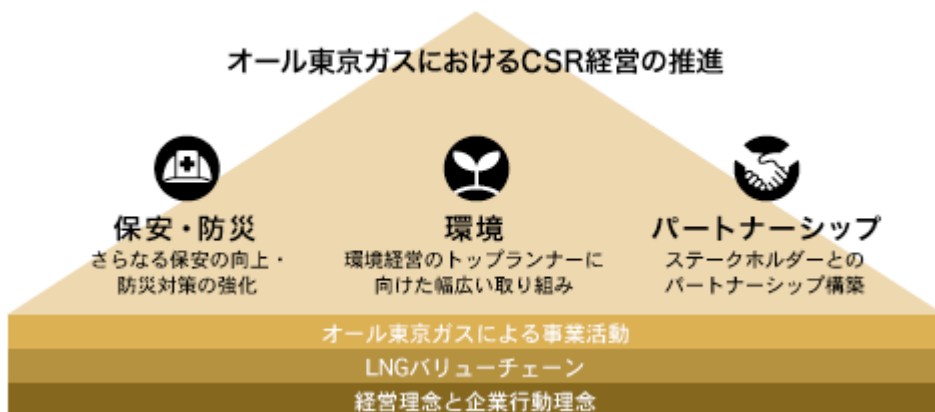 オール東京ガスにおけるCSR経営の推進
保安・防災
さらなる保安の向上・
防災対策の強化
環境
環境経営のトップランナーに
向けた幅広い取り組み
パートナーシップ
ステークホルダーとの
パートナーシップ構築
オール東京ガスによる事業活動
LNGバリューチェーン
経営理念と企業行動理念